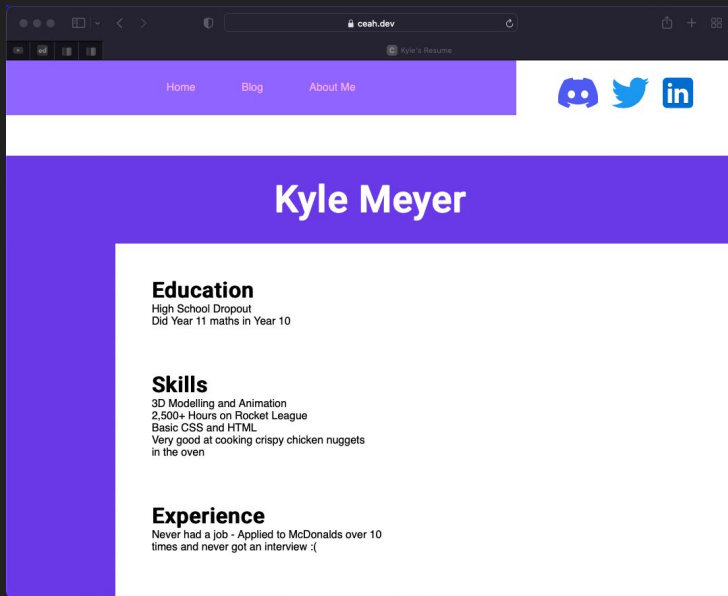 ceah.dev
od
C Kyle's Resume
Home Blog About Me
in
Kyle Meyer
Education
High School Dropout
Did Year 11 maths in Year 10
Skills
3D Modelling and Animation
2,500+ Hours on Rocket League
Basic CSS and HTML
Very good at cooking crispy chicken nuggets
in the oven
Experience
Never had a job - Applied to McDonalds over 10
times and never got an interview :(